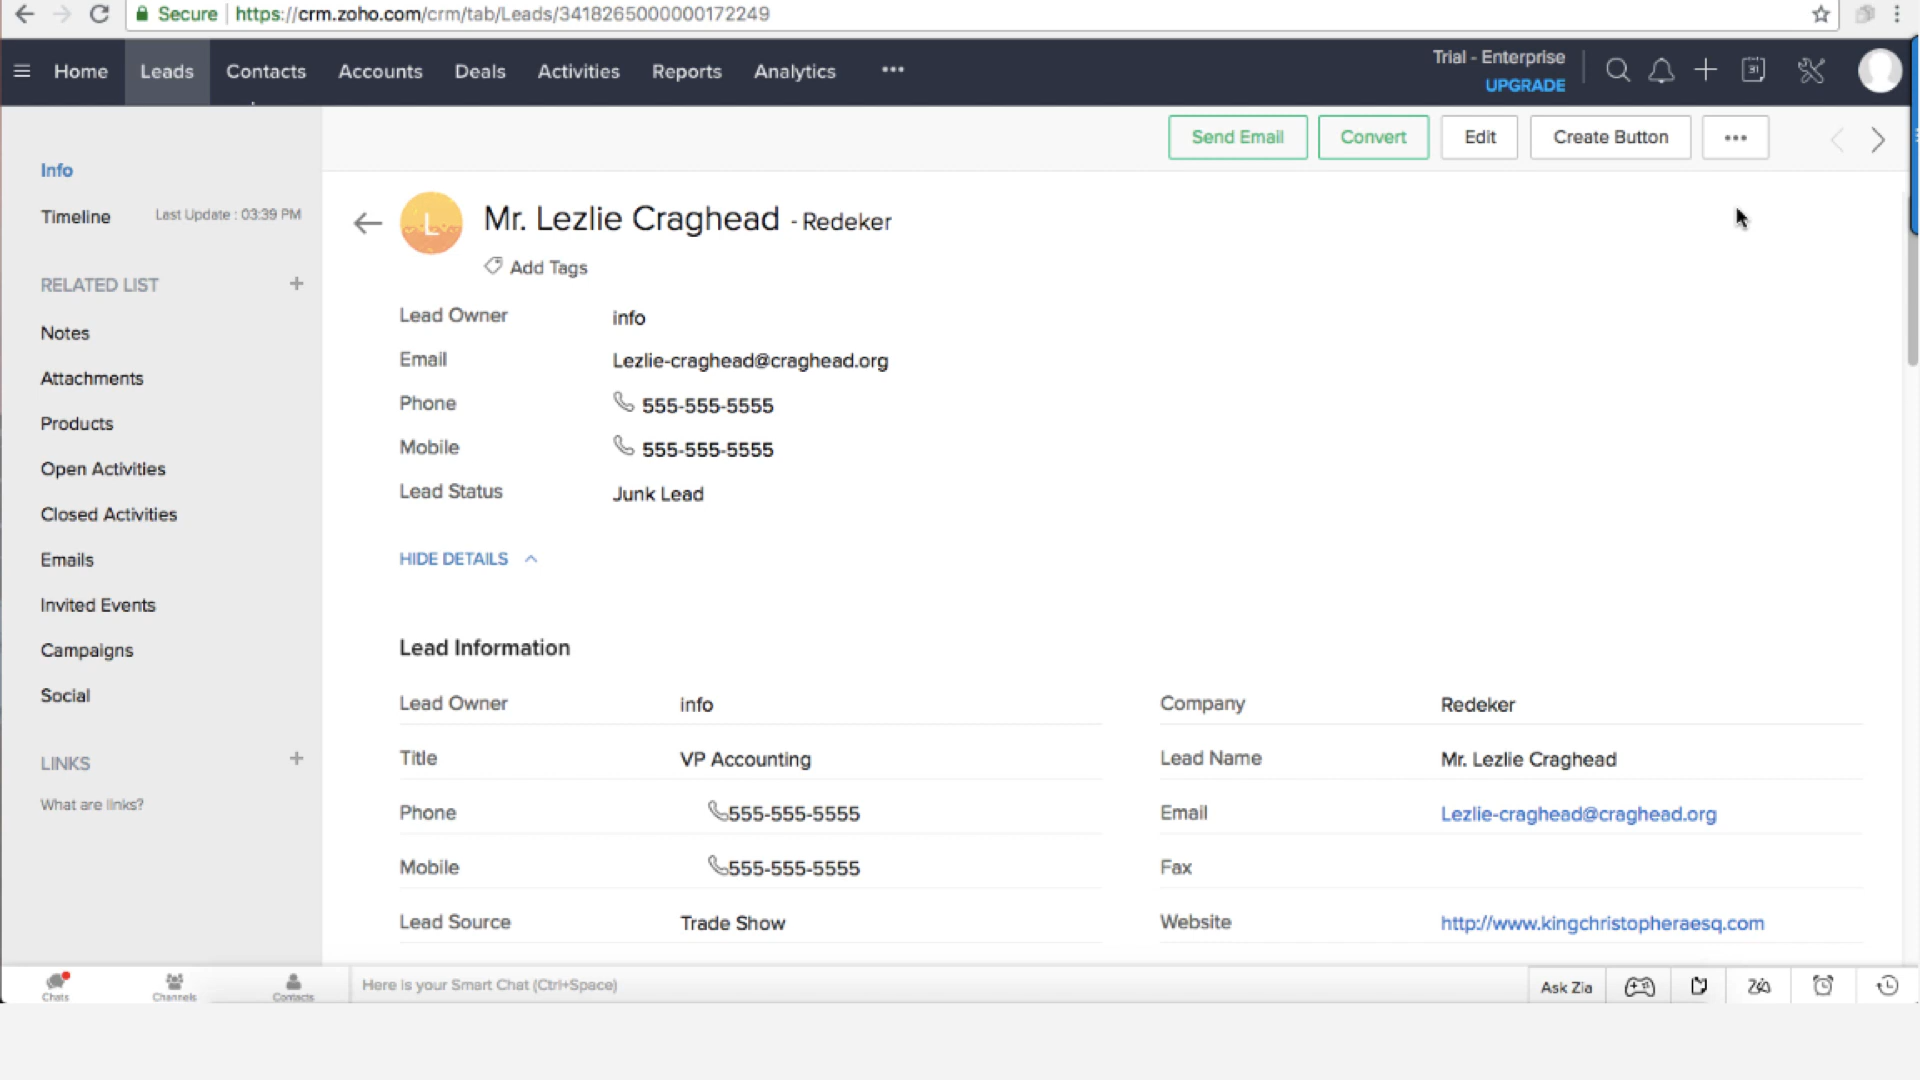 Secure https://crm.zoho.com/crm/tab/Leads/3418265000000172249
Home Leads Contacts Accounts Deals Activities Reports Analytics •••
Trial - Enterprise
UPGRADE
31
Send Email Convert Edit Create Button •••
Info
Timeline Last Update : 03:39 PM
RELATED LIST +
Notes
Attachments
Products
Open Activities
Closed Activities
Emails
Invited Events
Campaigns
Social
LINKS +
What are links?
L
Mr. Lezlie Craghead - Redeker
Add Tags
Lead Owner info
Email Lezlie-craghead@craghead.org
Phone 555-555-5555
Mobile 555-555-5555
Lead Status Junk Lead
HIDE DETAILS
Lead Information
Lead Owner info Company Redeker
Title VP Accounting Lead Name Mr. Lezlie Craghead
Phone 555-555-5555 Email Lezlie-craghead@craghead.org
Mobile 555-555-5555 Fax
Lead Source Trade Show Website http://www.kingchristopheraesq.com
Chats Channels Contacts Here is your Smart Chat (Ctrl+Space) Ask Zia